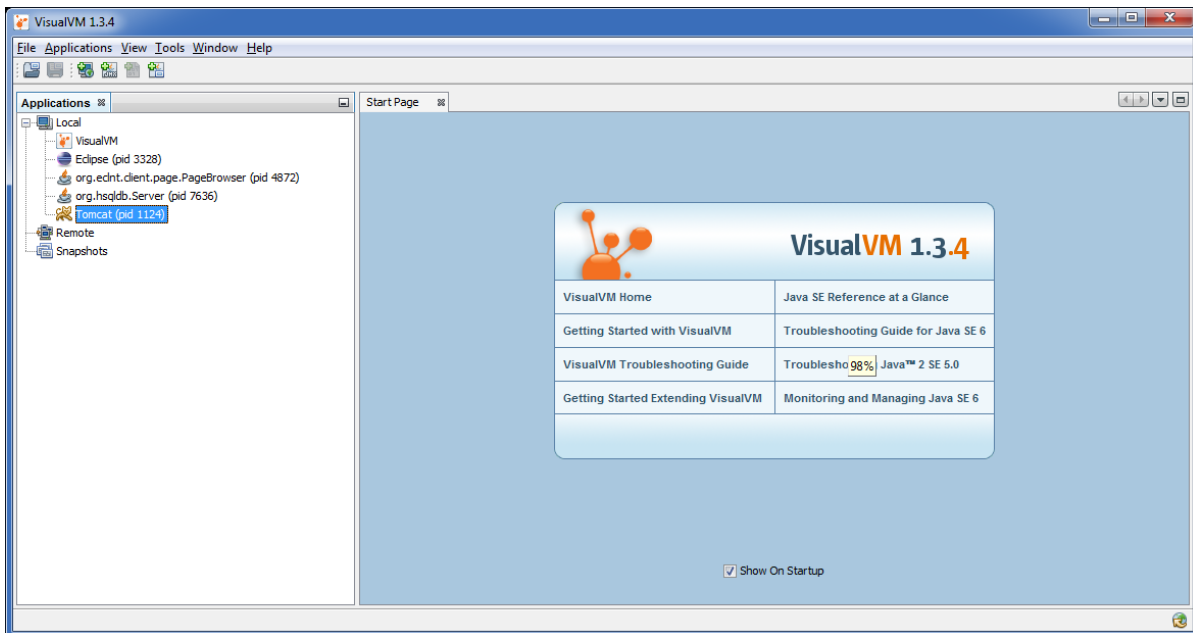 VisualVM 1.3.4
File Applications View Tools Window Help
Applications
Start Page
Local
VisualVM
Eclipse (pid 3328)
org.eclnt.client.page.PageBrowser (pid 4872)
org.hsqldb.Server (pid 7636)
Tomcat (pid 1124)
Remote
Snapshots
VisualVM 1.3.4
VisualVM Home
Java SE Reference at a Glance
Getting Started with VisualVM
Troubleshooting Guide for Java SE 6
VisualVM Troubleshooting Guide
Troublesho 98% Java™ 2 SE 5.0
Getting Started Extending VisualVM
Monitoring and Managing Java SE 6
Show On Startup